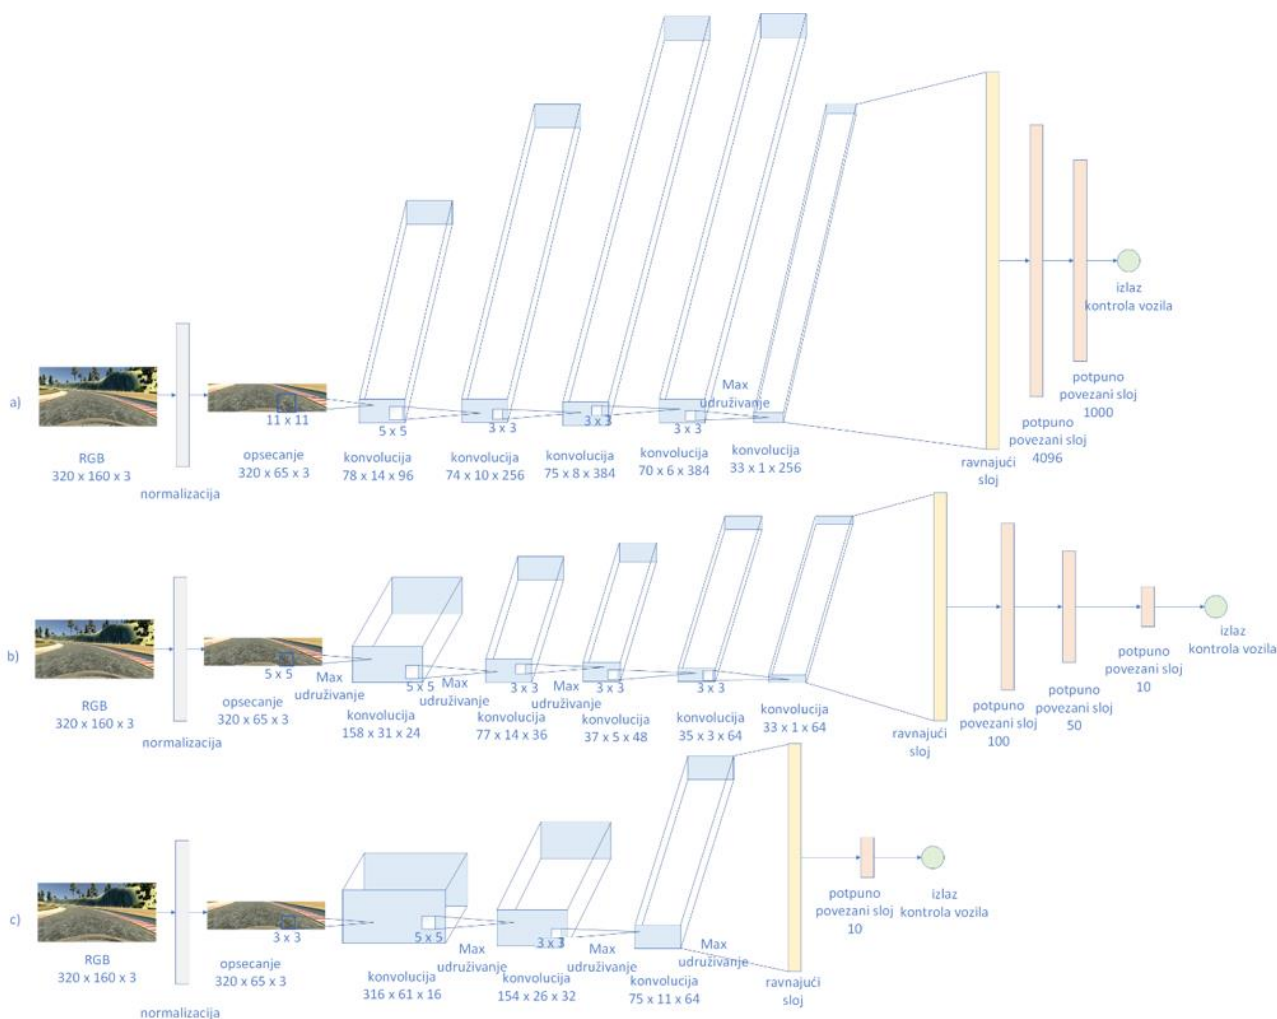 a)
RGB
320 x 160 x 3
normalizacija
11 x 11
opsecanje
320 x 65 x 3
5 x 5
konvolucija
78 x 14 x 96
3 x 3
konvolucija
74 x 10 x 256
3 x 3
konvolucija
75 x 8 x 384
3 x 3
konvolucija
70 x 6 x 384
Max
udruživanje
konvolucija
33 x 1 x 256
ravnajući
sloj
potpuno
povezani sloj
4096
potpuno
povezani sloj
1000
izlaz
kontrola vozila
b)
RGB
320 x 160 x 3
normalizacija
5 x 5
opsecanje
320 x 65 x 3
Max
udruživanje
5 x 5
konvolucija
158 x 31 x 24
Max
udruživanje
3 x 3
konvolucija
77 x 14 x 36
Max
udruživanje
3 x 3
konvolucija
37 x 5 x 48
3 x 3
konvolucija
35 x 3 x 64
konvolucija
33 x 1 x 64
ravnajući
sloj
potpuno
povezani sloj
100
potpuno
povezani sloj
50
potpuno
povezani sloj
10
izlaz
kontrola vozila
c)
RGB
320 x 160 x 3
normalizacija
3 x 3
opsecanje
320 x 65 x 3
5 x 5
konvolucija
316 x 61 x 16
Max
udruživanje
3 x 3
konvolucija
154 x 26 x 32
Max
udruživanje
konvolucija
75 x 11 x 64
Max
udruživanje
ravnajući
sloj
potpuno
povezani sloj
10
izlaz
kontrola vozila